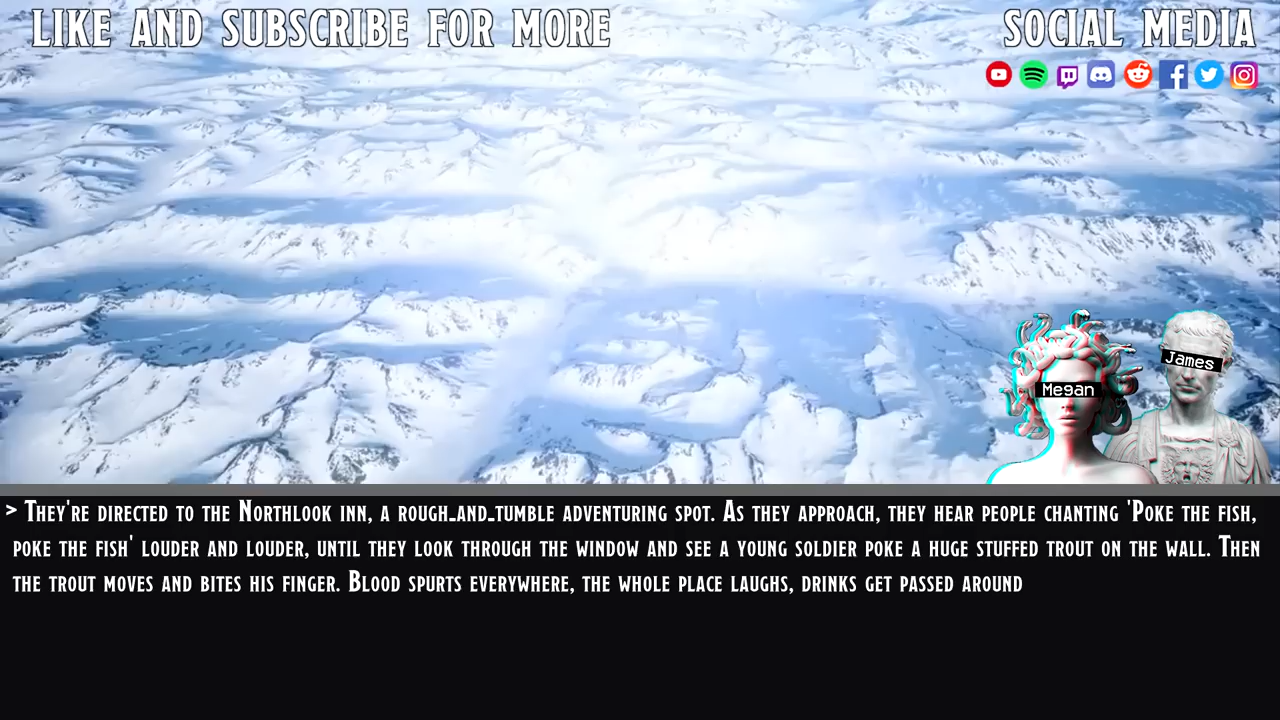 LIKE AND SUBSCRIBE FOR MORE
SOCIAL MEDIA
James
Megan
> They're directed to the Northlook inn, a rough_and_tumble adventuring spot. As they approach, they hear people chanting 'Poke the fish,
poke the fish' louder and louder, until they look through the window and see a young soldier poke a huge stuffed trout on the wall. Then
the trout moves and bites his finger. Blood spurts everywhere, the whole place laughs, drinks get passed around